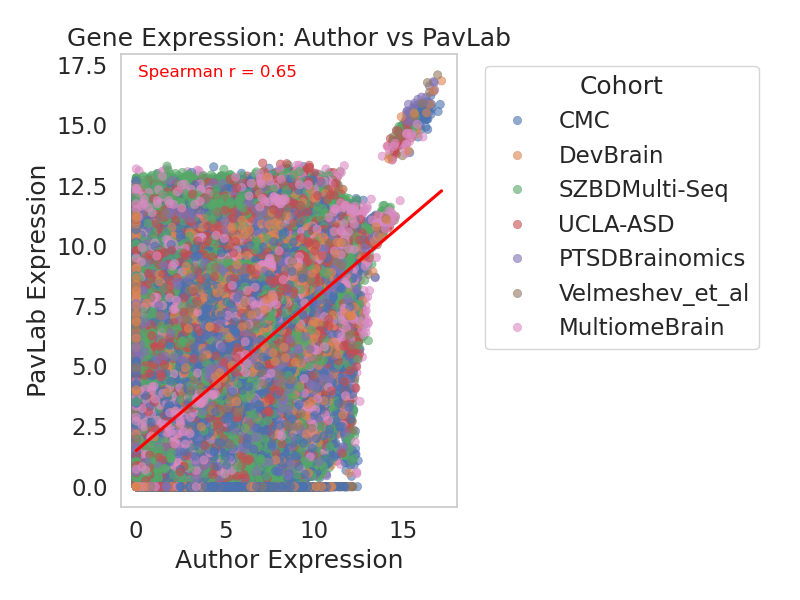 Gene Expression: Author vs PavLab
Spearman r = 0.65
17.5
15.0
12.5
10.0
7.5
5.0
2.5
0.0
PavLab Expression
0 5 10 15
Author Expression
Cohort
CMC
DevBrain
SZBDMulti-Seq
UCLA-ASD
PTSDBrainomics
Velmeshev_et_al
MultiomeBrain